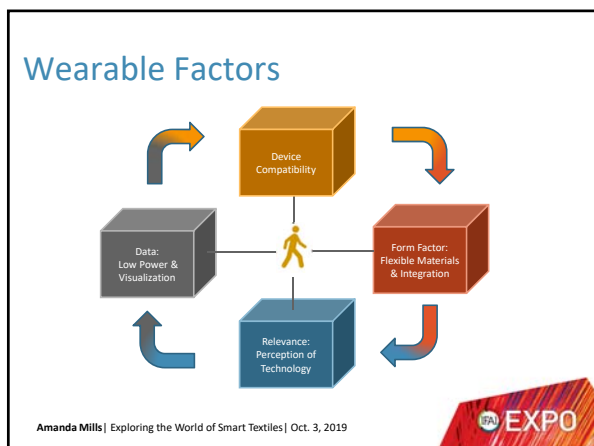 Wearable Factors
Device
Compatibility
Data:
Low Power &
Visualization
Form Factor:
Flexible Materials
& Integration
Relevance:
Perception of
Technology
Amanda Mills| Exploring the World of Smart Textiles| Oct. 3, 2019
IFAI EXPO